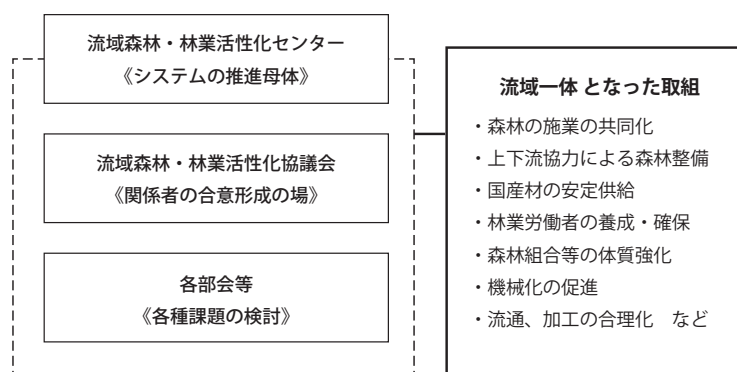 流域森林・林業活性化センター
《システムの推進母体》
流域森林・林業活性化協議会
《関係者の合意形成の場》
各部会等
《各種課題の検討》
流域一体 となった取組
・森林の施業の共同化
・上下流協力による森林整備
・国産材の安定供給
・林業労働者の養成・確保
・森林組合等の体質強化
・機械化の促進
・流通、加工の合理化　など